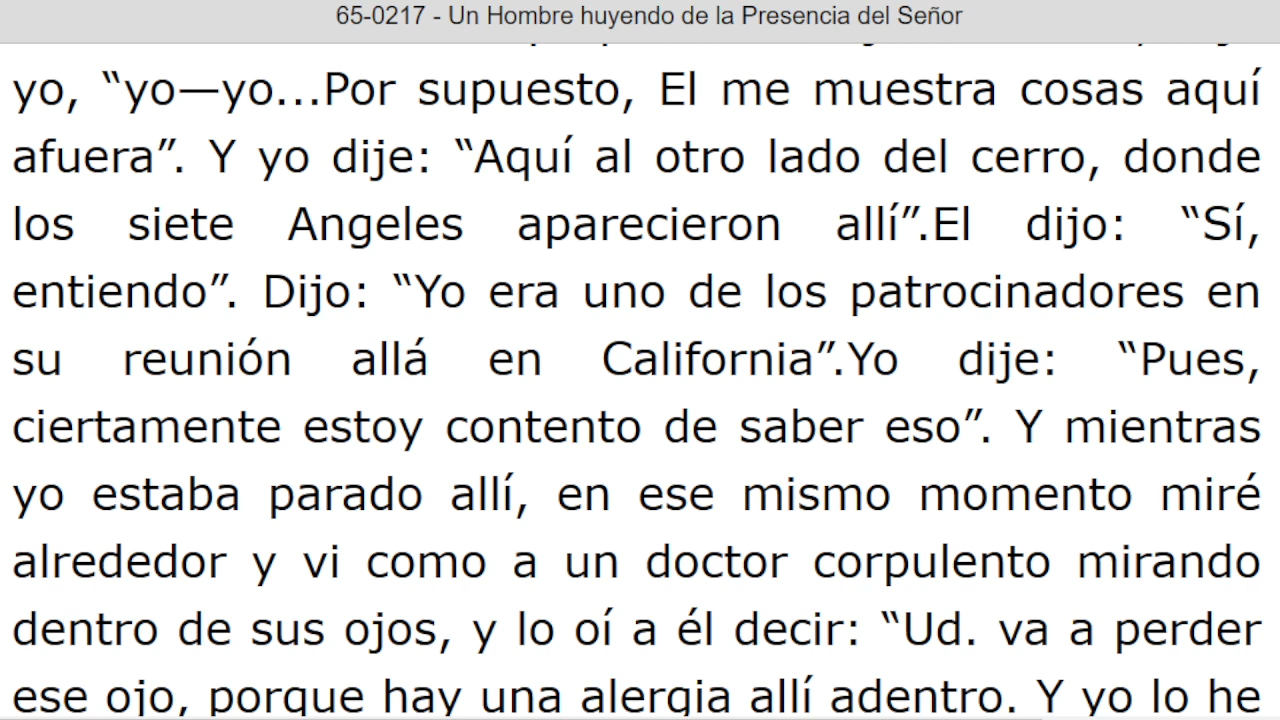 65-0217 - Un Hombre huyendo de la Presencia del Señor
yo, “yo—yo...Por supuesto, El me muestra cosas aquí
afuera”. Y yo dije: “Aquí al otro lado del cerro, donde
los siete Angeles aparecieron allí”.El dijo: “Sí,
entiendo”. Dijo: “Yo era uno de los patrocinadores en
su reunión allá en California”.Yo dije: “Pues,
ciertamente estoy contento de saber eso”. Y mientras
yo estaba parado allí, en ese mismo momento miré
alrededor y vi como a un doctor corpulento mirando
dentro de sus ojos, y lo oí a él decir: “Ud. va a perder
ese ojo, porque hay una alergia allí adentro. Y yo lo he